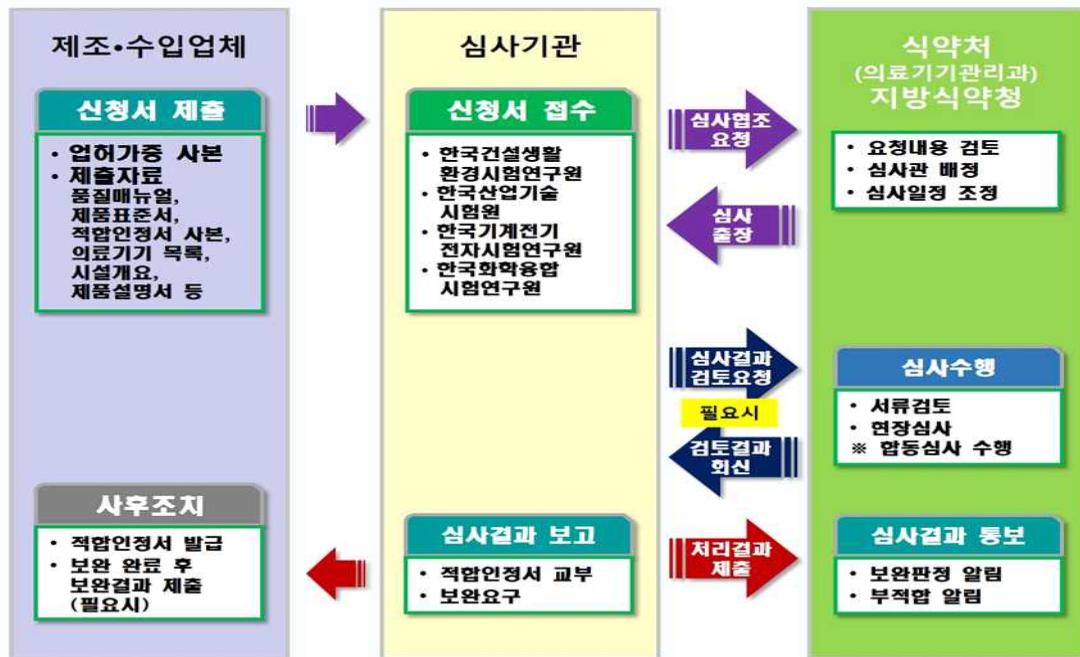 제조•수입업체
신청서 제출
• 업허가증 사본
• 제출자료
품질매뉴얼,
제품표준서,
적합인정서 사본,
의료기기 목록,
시설개요,
제품설명서 등
사후조치
• 적합인정서 발급
• 보완 완료 후
보완결과 제출
(필요시)
심사기관
신청서 접수
• 한국건설생활
환경시험연구원
• 한국산업기술
시험원
• 한국기계전기
전자시험연구원
• 한국화학융합
시험연구원
심사결과 보고
• 적합인정서 교부
• 보완요구
심사협조
요청
심사
출장
심사결과
검토요청
필요시
검토결과
회신
처리결과
제출
식약처
(의료기기관리과)
지방식약청
• 요청내용 검토
• 심사관 배정
• 심사일정 조정
심사수행
• 서류검토
• 현장심사
※ 합동심사 수행
심사결과 통보
• 보완판정 알림
• 부적합 알림